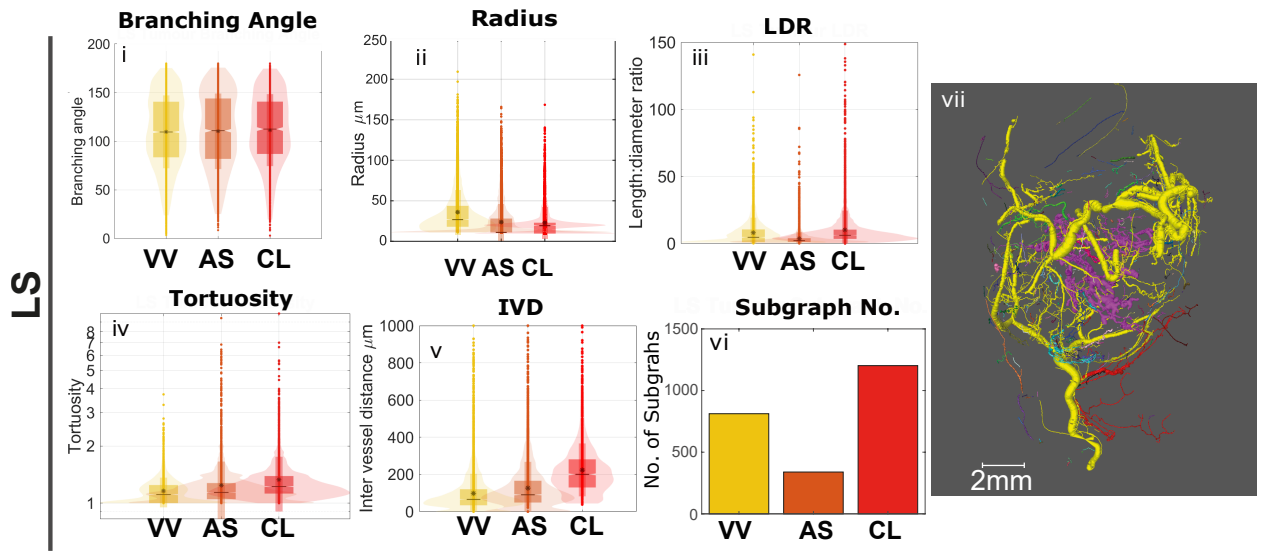 LS
Branching Angle
i
Branching angle
200
150
100
50
0
VV AS CL
Radius
ii
Radius μm
250
200
150
100
50
0
VV AS CL
LDR
iii
Length:diameter ratio
150
100
50
0
VV AS CL
Tortuosity
iv
Tortuosity
8
7
6
5
4
3
2
1
VV AS CL
IVD
v
Inter vessel distance μm
1000
800
600
400
200
0
VV AS CL
Subgraph No.
vi
No. of Subgrahs
1500
1000
500
0
VV AS CL
vii
2mm